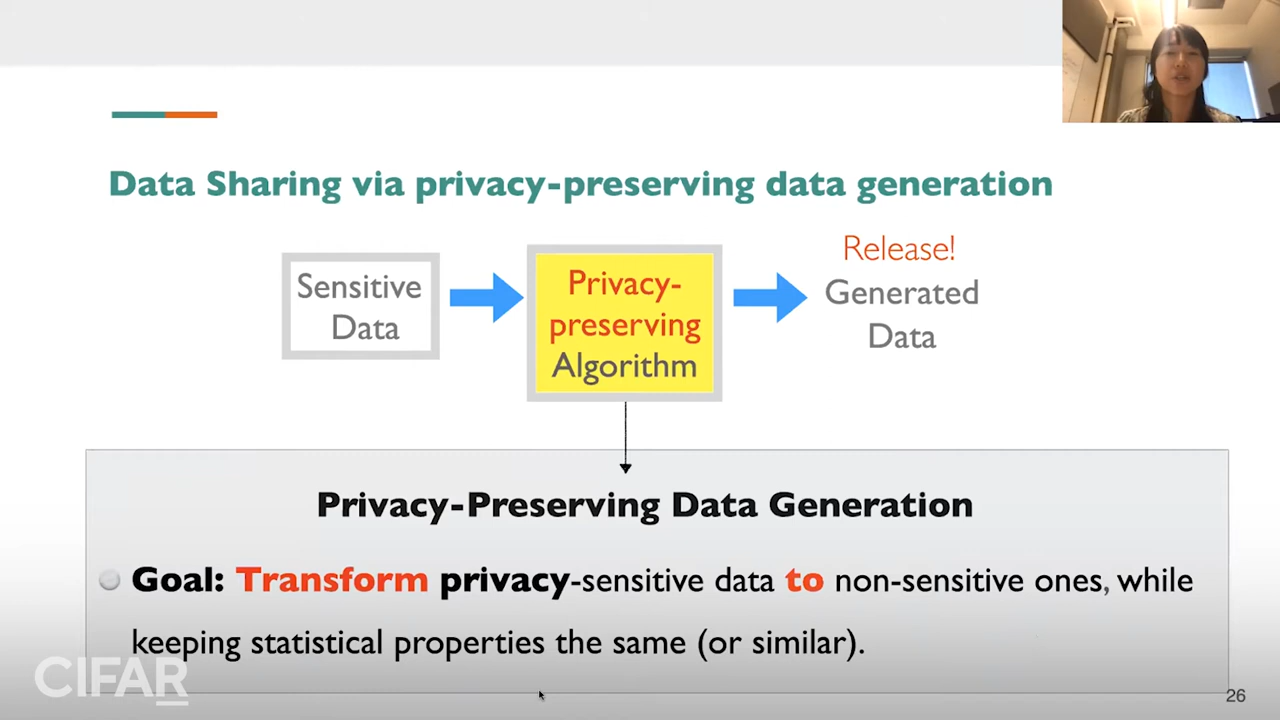 Data Sharing via privacy-preserving data generation
Sensitive
Data
Privacy-
preserving
Algorithm
Release!
Generated
Data
Privacy-Preserving Data Generation
Goal: Transform privacy-sensitive data to non-sensitive ones, while
keeping statistical properties the same (or similar).
CIFAR
26